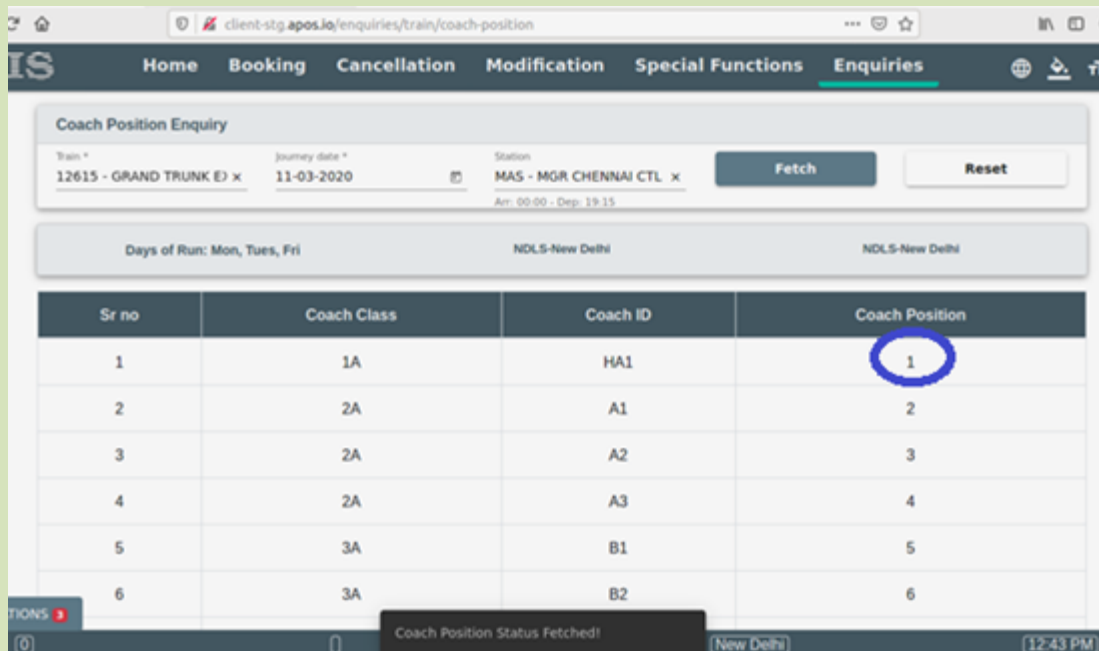 client-stg.apos.io/enquiries/train/coach-position
IS Home Booking Cancellation Modification Special Functions Enquiries
Coach Position Enquiry
Train * Journey date * Station
12615 - GRAND TRUNK E) × 11-03-2020 MAS - MGR CHENNAI CTL × Fetch Reset
Arr: 00:00 - Dep: 19:15
Days of Run: Mon, Tues, Fri NDLS-New Delhi NDLS-New Delhi
Sr no Coach Class Coach ID Coach Position
1 1A HA1 1
2 2A A1 2
3 2A A2 3
4 2A A3 4
5 3A B1 5
6 3A B2 6
TIONS 3
Coach Position Status Fetched!
[0] [New Delhi] [12:43 PM]